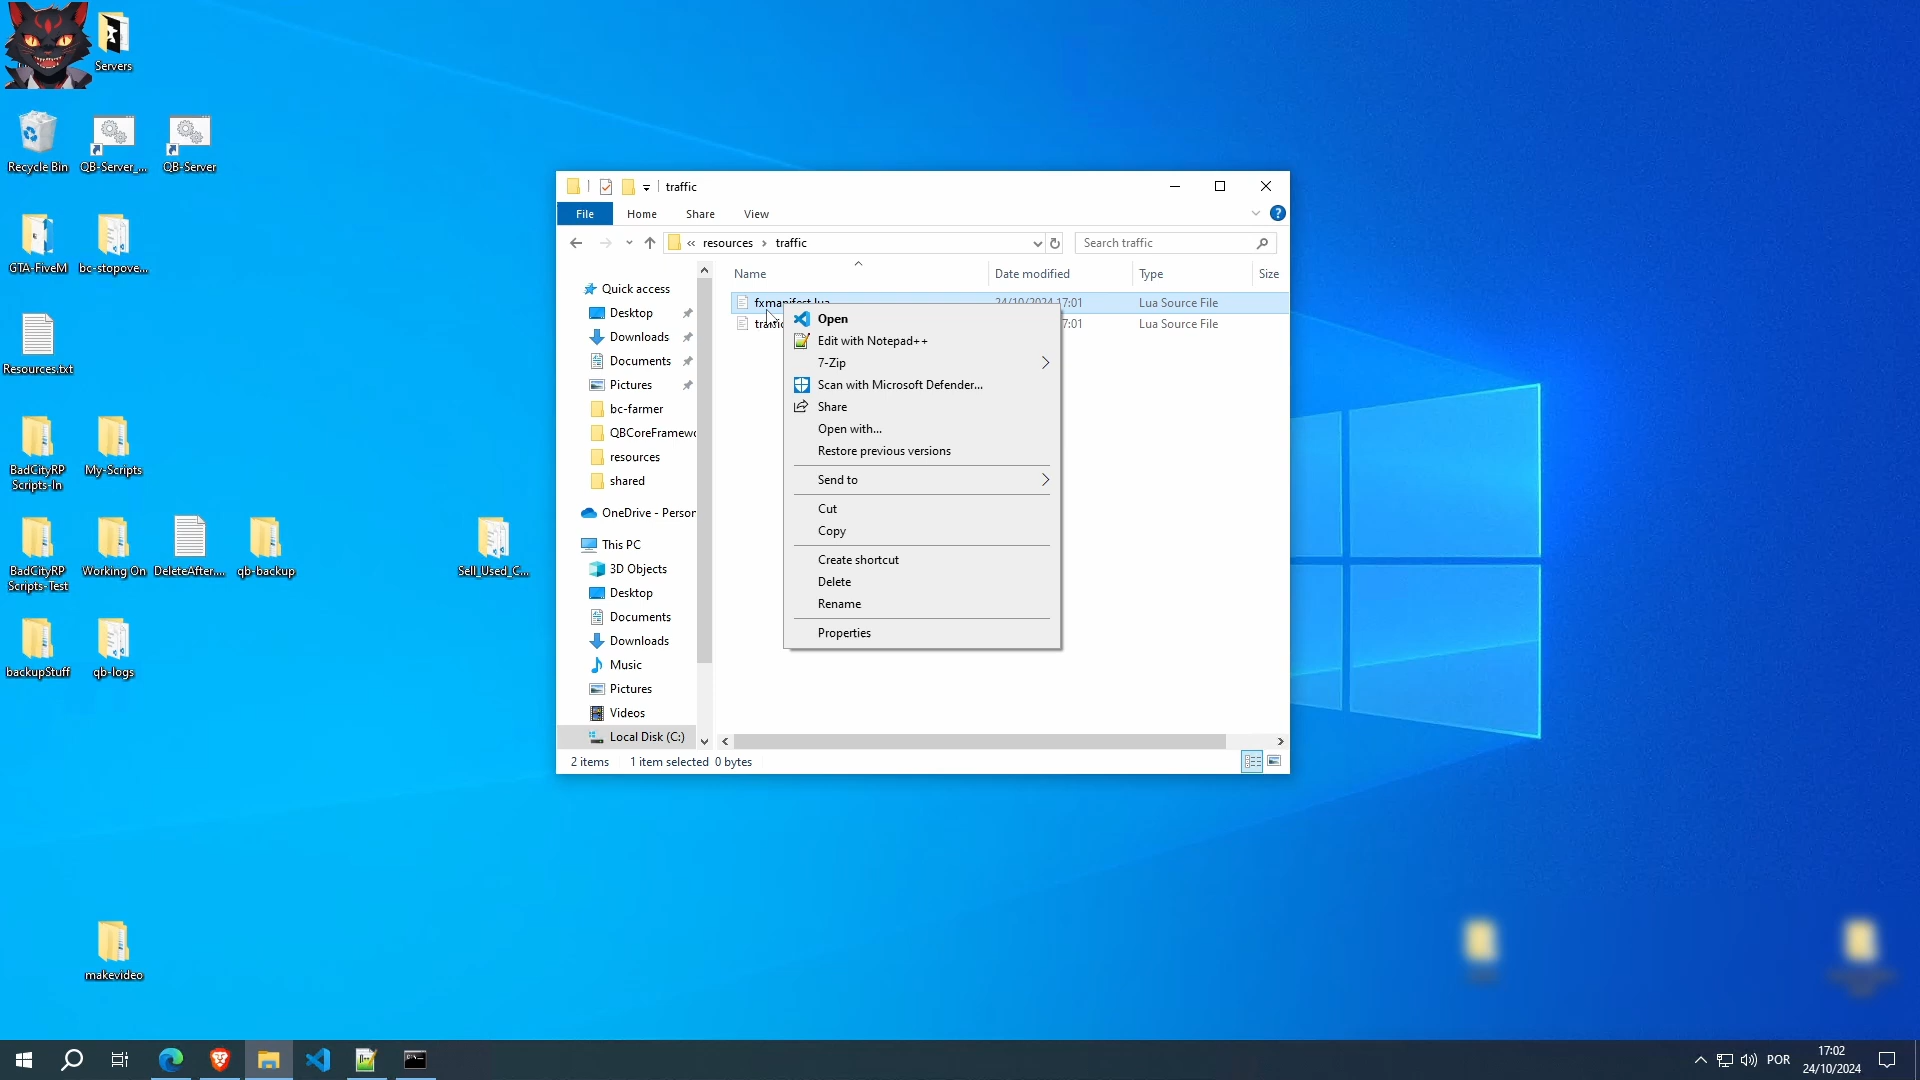 Servers
Recycle Bin
QB-Server_...
QB-Server
GTA-FiveM
bc-stopove...
Resources.txt
BadCityRP
Scripts-In
My-Scripts
BadCityRP
Scripts-Test
Working On
DeleteAfter....
qb-backup
Sell_Used_C...
backupStuff
qb-logs
makevideo
traffic
File
Home
Share
View
resources
traffic
Search traffic
Name
Date modified
Type
Size
fxmanifest.lua
24/10/2024 17:01
Lua Source File
Lua Source File
Quick access
Desktop
Downloads
Documents
Pictures
bc-farmer
QBCoreFramew
resources
shared
OneDrive - Person
This PC
3D Objects
Desktop
Documents
Downloads
Music
Pictures
Videos
Local Disk (C:)
Open
Edit with Notepad++
7-Zip
Scan with Microsoft Defender...
Share
Open with...
Restore previous versions
Send to
Cut
Copy
Create shortcut
Delete
Rename
Properties
2 items
1 item selected 0 bytes
POR
17:02
24/10/2024